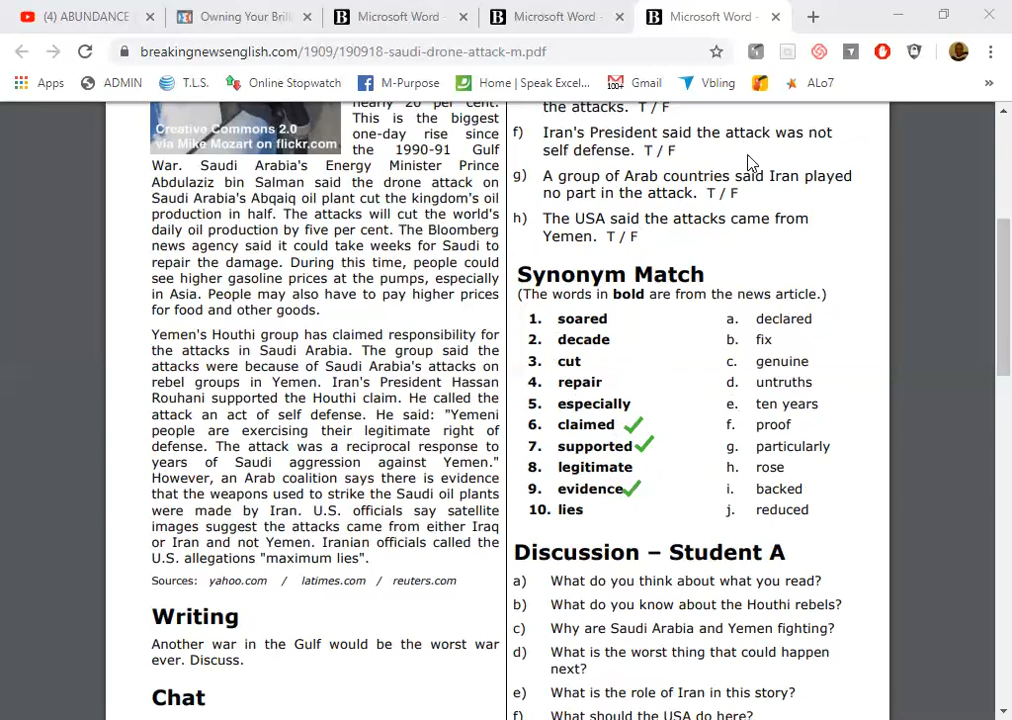 (4) ABUNDANCE
Owning Your Bril
Microsoft Word -
Microsoft Word -
Microsoft Word -
breakingnewsenglish.com/1909/190918-saudi-drone-attack-m.pdf
Apps
ADMIN
T.L.S.
Online Stopwatch
M-Purpose
Home | Speak Excel...
Gmail
Vbling
ALo7
»
Creative Commons 2.0
via Mike Mozart on flickr.com
nearly 20 per cent.
This is the biggest
one-day rise since
the 1990-91 Gulf
War. Saudi Arabia's Energy Minister Prince
Abdulaziz bin Salman said the drone attack on
Saudi Arabia's Abqaiq oil plant cut the kingdom's oil
production in half. The attacks will cut the world's
daily oil production by five per cent. The Bloomberg
news agency said it could take weeks for Saudi to
repair the damage. During this time, people could
see higher gasoline prices at the pumps, especially
in Asia. People may also have to pay higher prices
for food and other goods.
Yemen's Houthi group has claimed responsibility for
the attacks in Saudi Arabia. The group said the
attacks were because of Saudi Arabia's attacks on
rebel groups in Yemen. Iran's President Hassan
Rouhani supported the Houthi claim. He called the
attack an act of self defense. He said: "Yemeni
people are exercising their legitimate right of
defense. The attack was a reciprocal response to
years of Saudi aggression against Yemen."
However, an Arab coalition says there is evidence
that the weapons used to strike the Saudi oil plants
were made by Iran. U.S. officials say satellite
images suggest the attacks came from either Iraq
or Iran and not Yemen. Iranian officials called the
U.S. allegations "maximum lies".
Sources: yahoo.com / latimes.com / reuters.com
Writing
Another war in the Gulf would be the worst war
ever. Discuss.
Chat
the attacks. T / F
f) Iran's President said the attack was not
self defense. T / F
g) A group of Arab countries said Iran played
no part in the attack. T / F
h) The USA said the attacks came from
Yemen. T / F
Synonym Match
(The words in bold are from the news article.)
1. soared a. declared
2. decade b. fix
3. cut c. genuine
4. repair d. untruths
5. especially e. ten years
6. claimed f. proof
7. supported g. particularly
8. legitimate h. rose
9. evidence i. backed
10. lies j. reduced
Discussion – Student A
a) What do you think about what you read?
b) What do you know about the Houthi rebels?
c) Why are Saudi Arabia and Yemen fighting?
d) What is the worst thing that could happen
next?
e) What is the role of Iran in this story?
f) What should the USA do here?